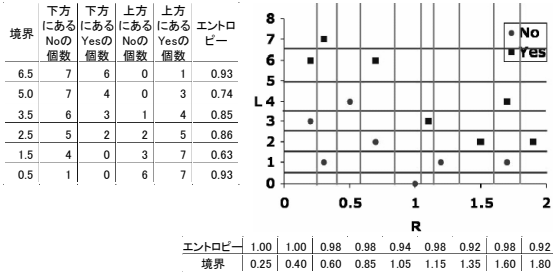 境界 下方にあるNoの個数 下方にあるYesの個数 上方にあるNoの個数 上方にあるYesの個数 エントロピー
6.5 7 6 0 1 0.93
5.0 7 4 0 3 0.74
3.5 6 3 1 4 0.85
2.5 5 2 2 5 0.86
1.5 4 0 3 7 0.63
0.5 1 0 6 7 0.93
8
7
6
5
L 4
3
2
1
0
No
Yes
0 0.5 1 1.5 2
R
エントロピー 1.00 1.00 0.98 0.98 0.94 0.98 0.92 0.98 0.92
境界 0.25 0.40 0.60 0.85 1.05 1.15 1.35 1.60 1.80